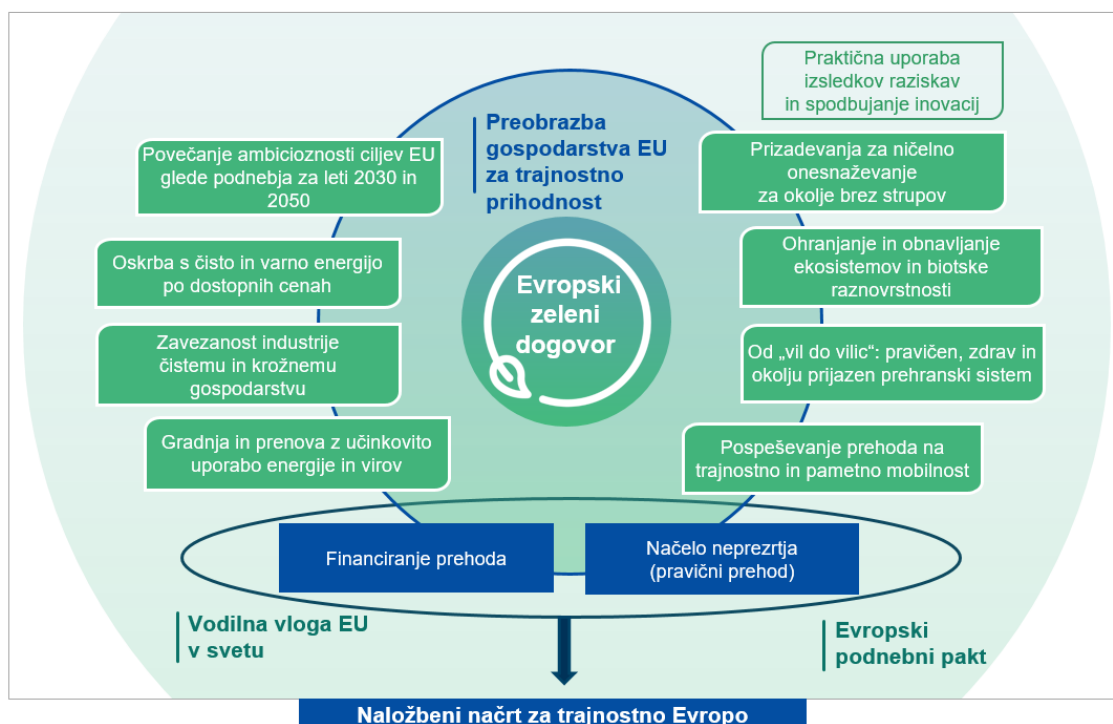 Praktična uporaba
izsledkov raziskav
in spodbujanje inovacij
Preobrazba
gospodarstva EU
za trajnostno
prihodnost
Povečanje ambicioznosti ciljev EU
glede podnebja za leti 2030 in
2050
Prizadevanja za ničelno
onesnaževanje
za okolje brez strupov
Oskrba s čisto in varno energijo
po dostopnih cenah
Evropski
zeleni
dogovor
Ohranjanje in obnavljanje
ekosistemov in biotske
raznovrstnosti
Zavezanost industrije
čistemu in krožnemu
gospodarstvu
Od „vil do vilic“: pravičen, zdrav in
okolju prijazen prehranski sistem
Gradnja in prenova z učinkovito
uporabo energije in virov
Pospeševanje prehoda na
trajnostno in pametno mobilnost
Financiranje prehoda
Načelo neprezrtja
(pravični prehod)
Vodilna vloga EU
v svetu
Evropski
podnebni pakt
Naložbeni načrt za trajnostno Evropo